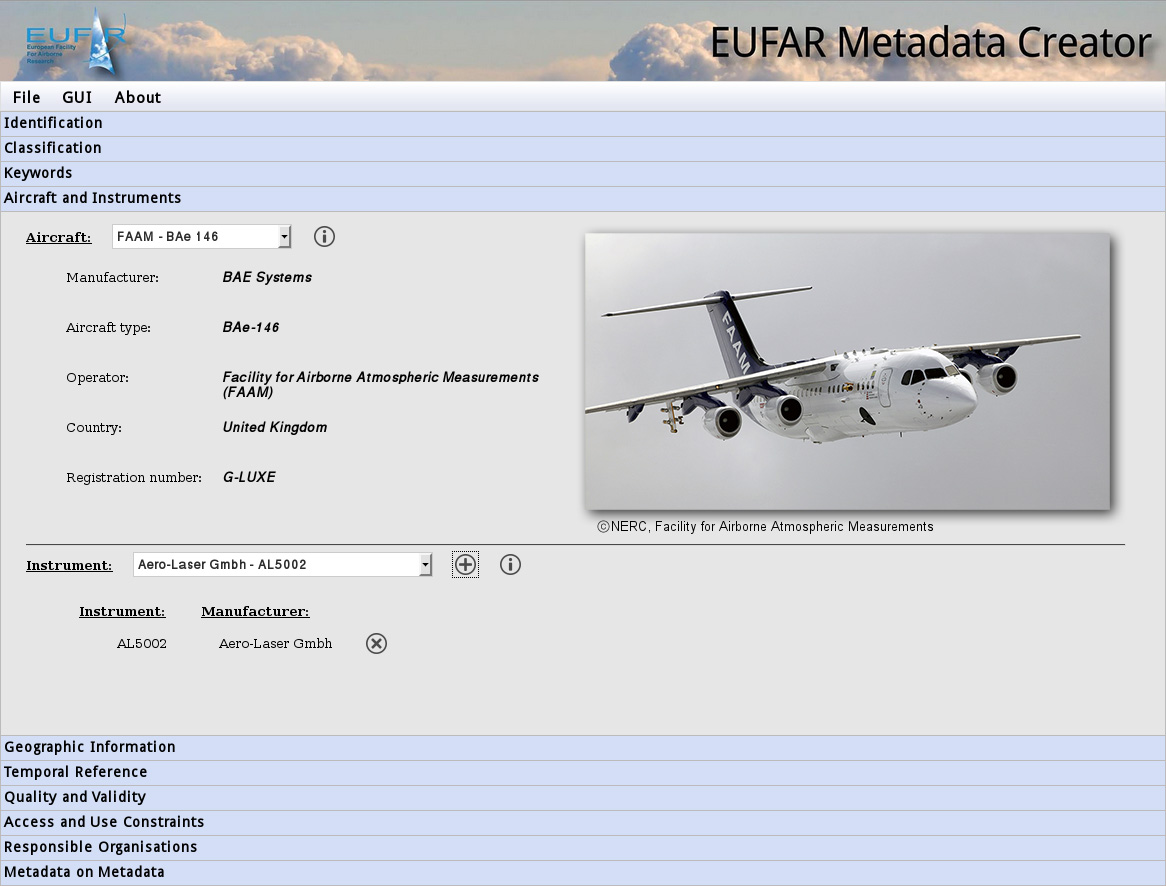 EUFAR
European Facility
For Airborne
Research
EUFAR Metadata Creator
File GUI About
Identification
Classification
Keywords
Aircraft and Instruments
Aircraft: FAAM - BAe 146
Manufacturer: BAE Systems
Aircraft type: BAe-146
Operator: Facility for Airborne Atmospheric Measurements
(FAAM)
Country: United Kingdom
Registration number: G-LUXE
FAAM
©NERC, Facility for Airborne Atmospheric Measurements
Instrument: Aero-Laser Gmbh - AL5002
Instrument: Manufacturer:
AL5002 Aero-Laser Gmbh
Geographic Information
Temporal Reference
Quality and Validity
Access and Use Constraints
Responsible Organisations
Metadata on Metadata